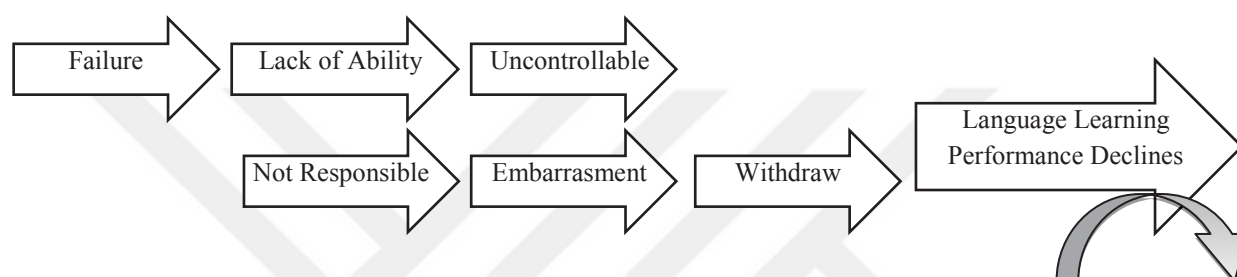 Failure
Lack of Ability
Uncontrollable
Language Learning
Performance Declines
Not Responsible
Embarrasment
Withdraw